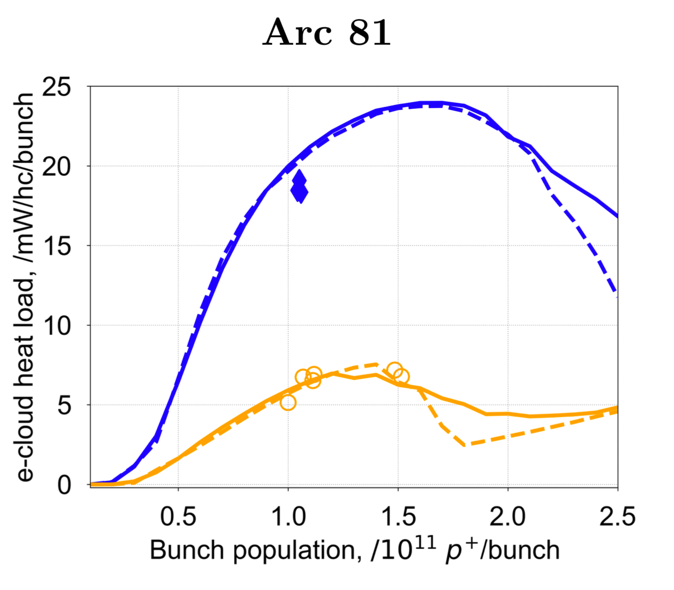 Arc 81
e-cloud heat load, /mW/hc/bunch
25
20
15
10
5
0
0.5 1.0 1.5 2.0 2.5
Bunch population, /10¹¹ p⁺/bunch